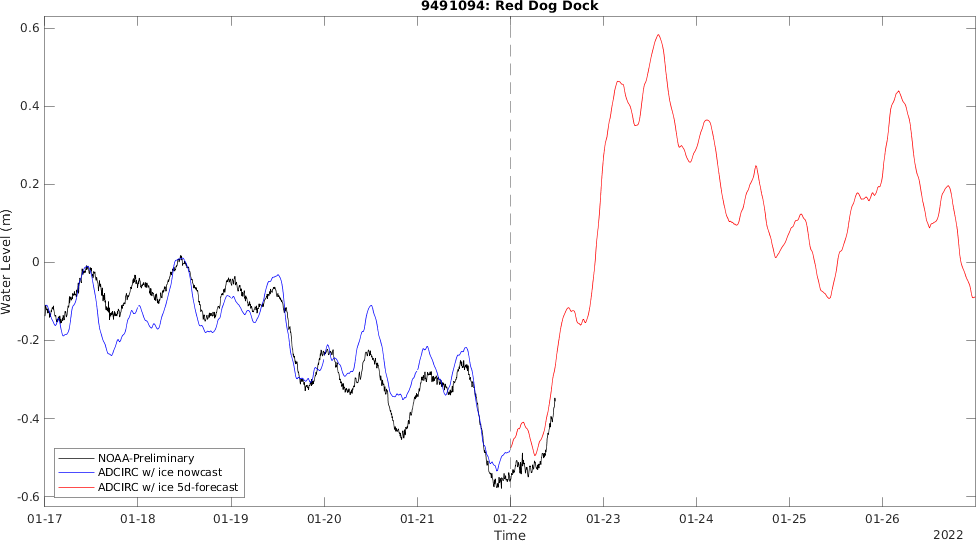 9491094: Red Dog Dock
Water Level (m)
0.6
0.4
0.2
0
-0.2
-0.4
-0.6
NOAA-Preliminary
ADCIRC w/ ice nowcast
ADCIRC w/ ice 5d-forecast
01-17 01-18 01-19 01-20 01-21 01-22 01-23 01-24 01-25 01-26
Time
2022